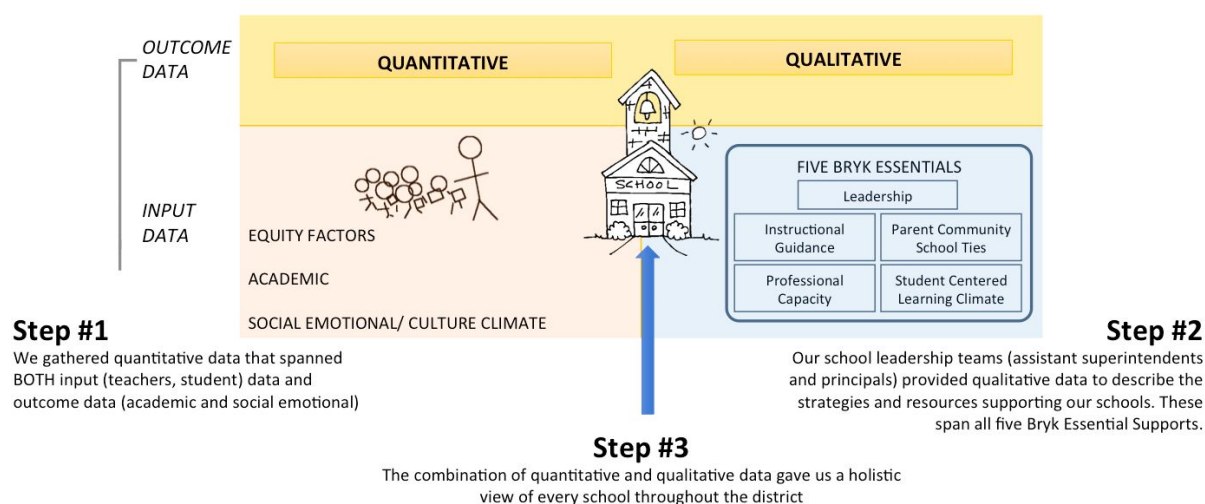 OUTCOME
DATA
QUANTITATIVE
QUALITATIVE
SCHOOL
INPUT
DATA
EQUITY FACTORS
ACADEMIC
SOCIAL EMOTIONAL/ CULTURE CLIMATE
FIVE BRYK ESSENTIALS
Leadership
Instructional
Guidance
Parent Community
School Ties
Professional
Capacity
Student Centered
Learning Climate
Step #1
We gathered quantitative data that spanned
BOTH input (teachers, student) data and
outcome data (academic and social emotional)
Step #2
Our school leadership teams (assistant superintendents
and principals) provided qualitative data to describe the
strategies and resources supporting our schools. These
span all five Bryk Essential Supports.
Step #3
The combination of quantitative and qualitative data gave us a holistic
view of every school throughout the district